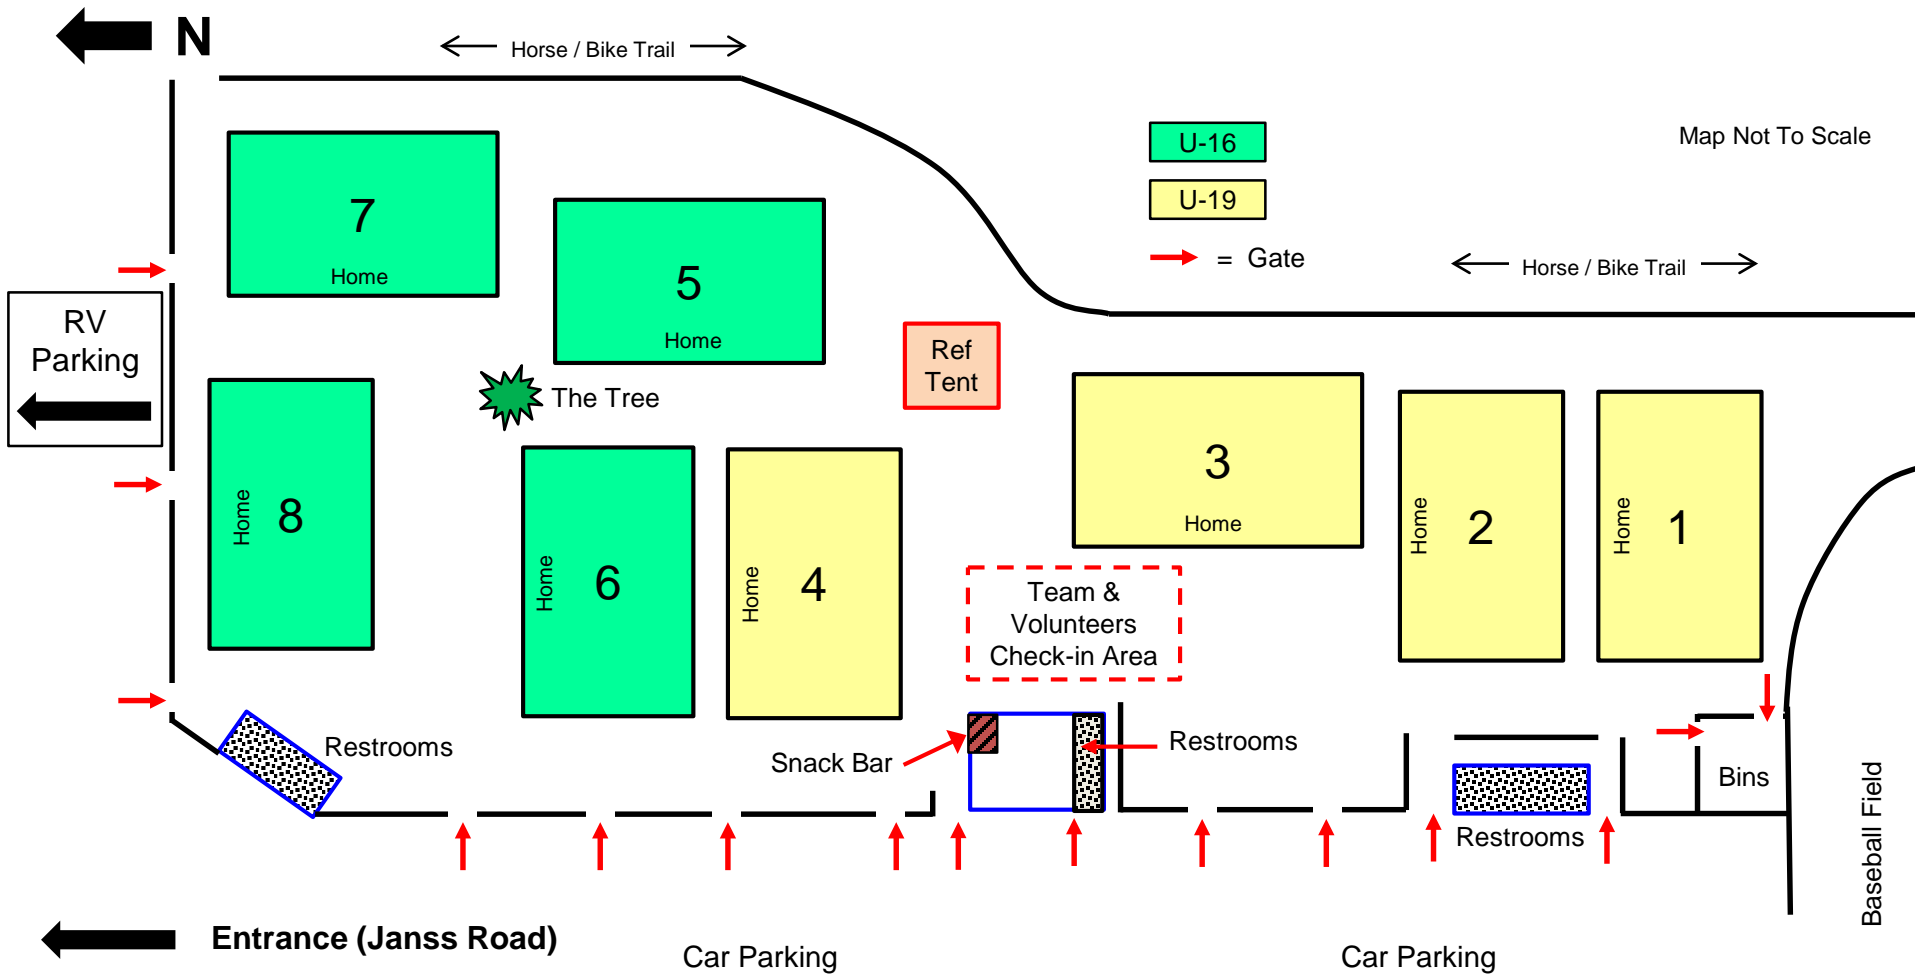 N
Horse / Bike Trail
U-16
U-19
= Gate
Map Not To Scale
Horse / Bike Trail
7
Home
5
Home
RV
Parking
The Tree
Ref
Tent
8
Home
6
Home
4
Home
3
Home
2
Home
1
Home
Team &
Volunteers
Check-in Area
Restrooms
Snack Bar
Restrooms
Restrooms
Bins
Baseball Field
Entrance (Janss Road)
Car Parking
Car Parking